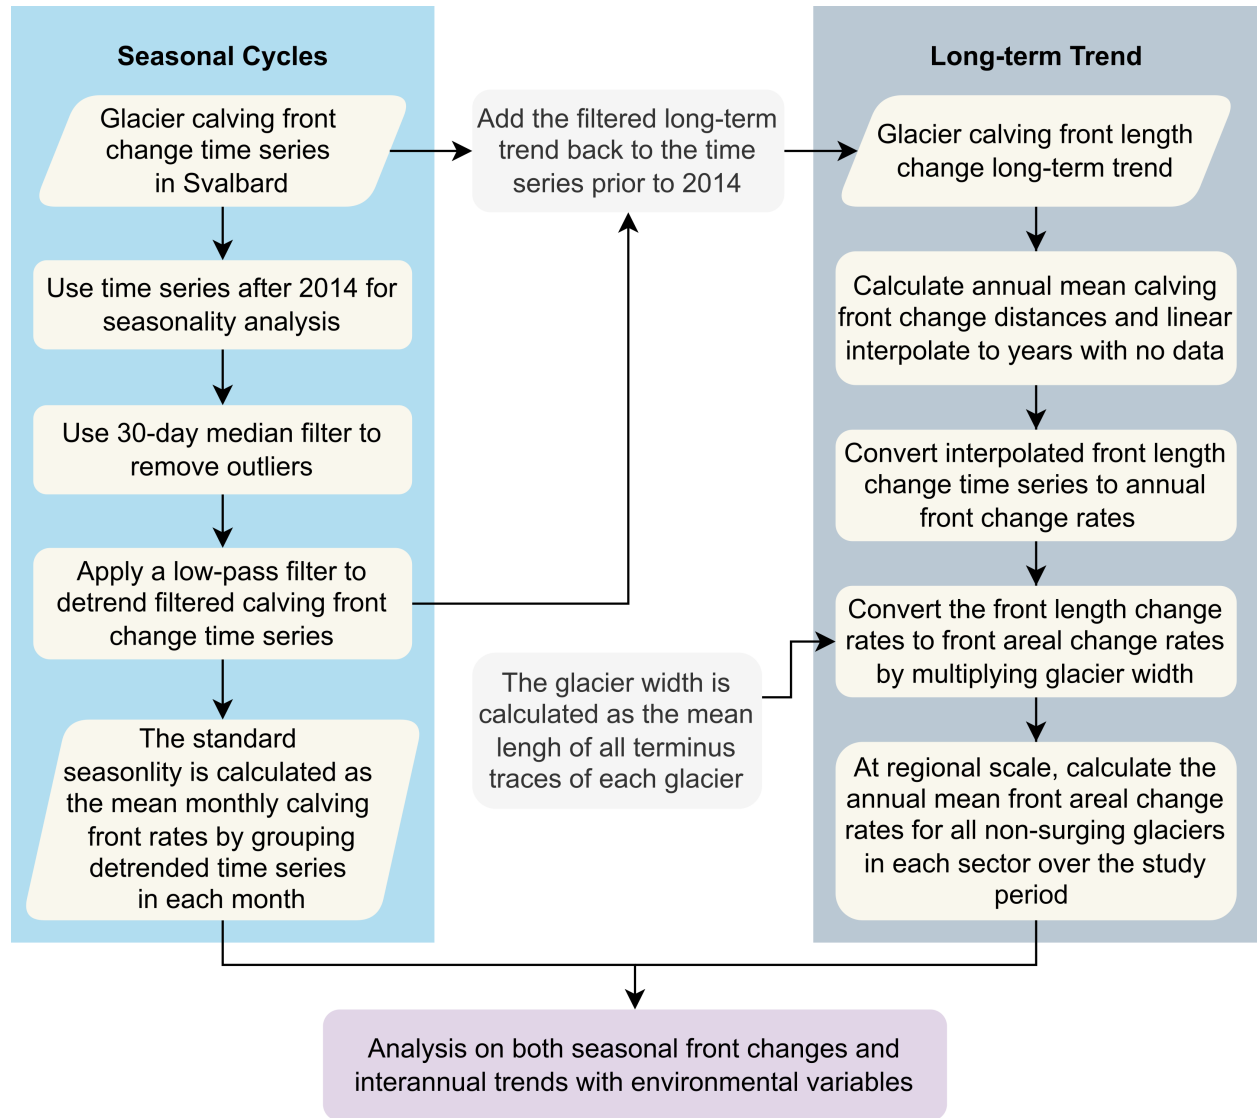 Seasonal Cycles
Glacier calving front
change time series
in Svalbard
Use time series after 2014 for
seasonality analysis
Use 30-day median filter to
remove outliers
Apply a low-pass filter to
detrend filtered calving front
change time series
The standard
seasonlity is calculated as
the mean monthly calving
front rates by grouping
detrended time series
in each month
Add the filtered long-term
trend back to the time
series prior to 2014
The glacier width is
calculated as the mean
lengh of all terminus
traces of each glacier
Long-term Trend
Glacier calving front length
change long-term trend
Calculate annual mean calving
front change distances and linear
interpolate to years with no data
Convert interpolated front length
change time series to annual
front change rates
Convert the front length change
rates to front areal change rates
by multiplying glacier width
At regional scale, calculate the
annual mean front areal change
rates for all non-surging glaciers
in each sector over the study
period
Analysis on both seasonal front changes and
interannual trends with environmental variables